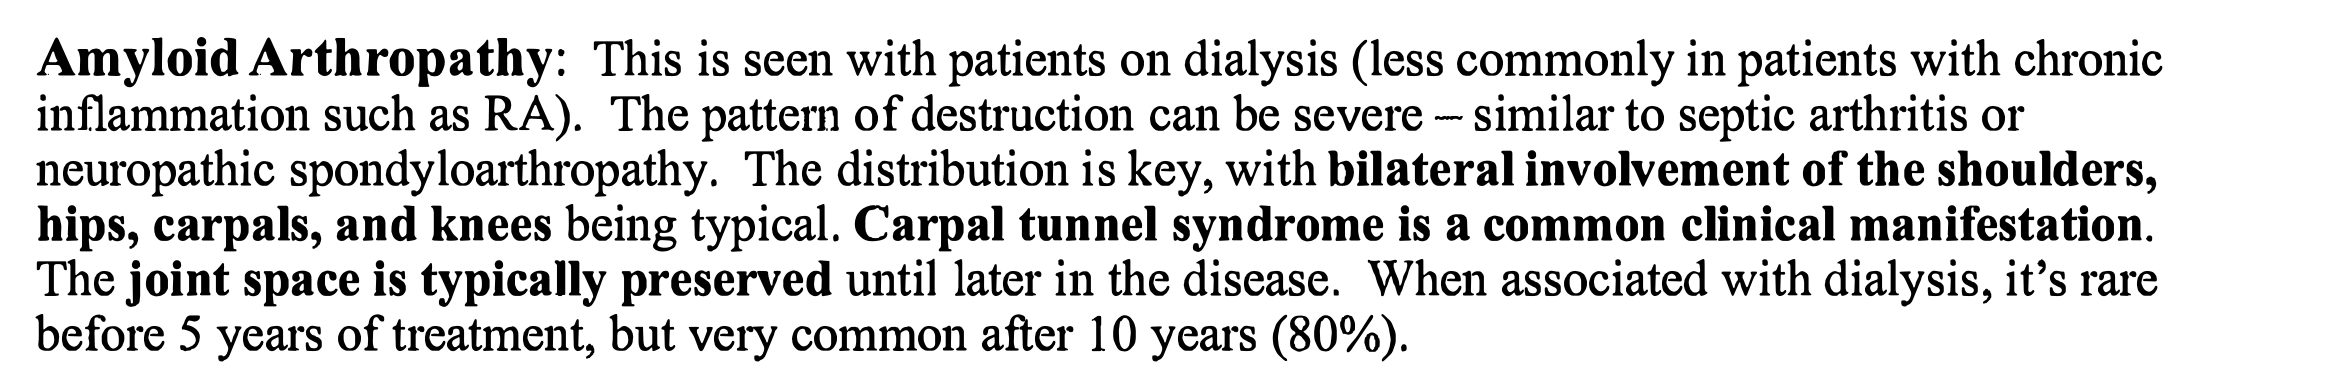 Amyloid Arthropathy: This is seen with patients on dialysis (less commonly in patients with chronic
inflammation such as RA). The pattern of destruction can be severe – similar to septic arthritis or
neuropathic spondyloarthropathy. The distribution is key, with bilateral involvement of the shoulders,
hips, carpals, and knees being typical. Carpal tunnel syndrome is a common clinical manifestation.
The joint space is typically preserved until later in the disease. When associated with dialysis, it’s rare
before 5 years of treatment, but very common after 10 years (80%).